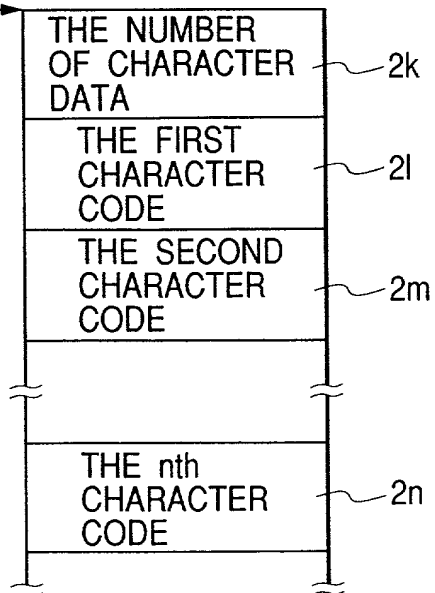 THE NUMBER
OF CHARACTER
DATA
2k
THE FIRST
CHARACTER
CODE
2l
THE SECOND
CHARACTER
CODE
2m
THE nth
CHARACTER
CODE
2n